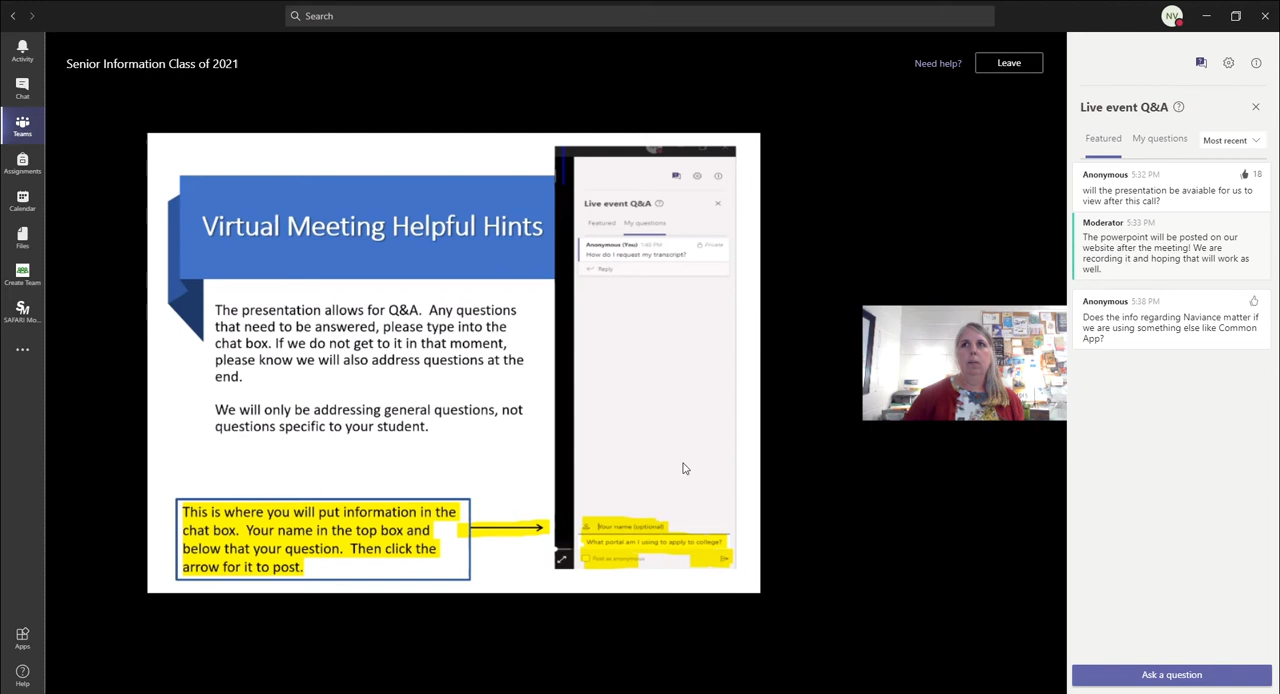 Search
NV
Activity
Chat
Teams
Assignments
Calendar
Files
Create Team
SAFARI Mo...
Apps
Help
Senior Information Class of 2021
Need help?
Leave
Virtual Meeting Helpful Hints
The presentation allows for Q&A. Any questions
that need to be answered, please type into the
chat box. If we do not get to it in that moment,
please know we will also address questions at the
end.
We will only be addressing general questions, not
questions specific to your student.
This is where you will put information in the
chat box. Your name in the top box and
below that your question. Then click the
arrow for it to post.
Live event Q&A
Featured My questions
Anonymous (You) 1:48 PM Private
How do I request my transcript?
Reply
Your name (optional)
What portal am I using to apply to college?
Post as anonymous
Live event Q&A
Featured My questions Most recent
Anonymous 5:32 PM 18
will the presentation be avaiable for us to
view after this call?
Moderator 5:33 PM
The powerpoint will be posted on our
website after the meeting! We are
recording it and hoping that will work as
well.
Anonymous 5:38 PM
Does the info regarding Naviance matter if
we are using something else like Common
App?
Ask a question